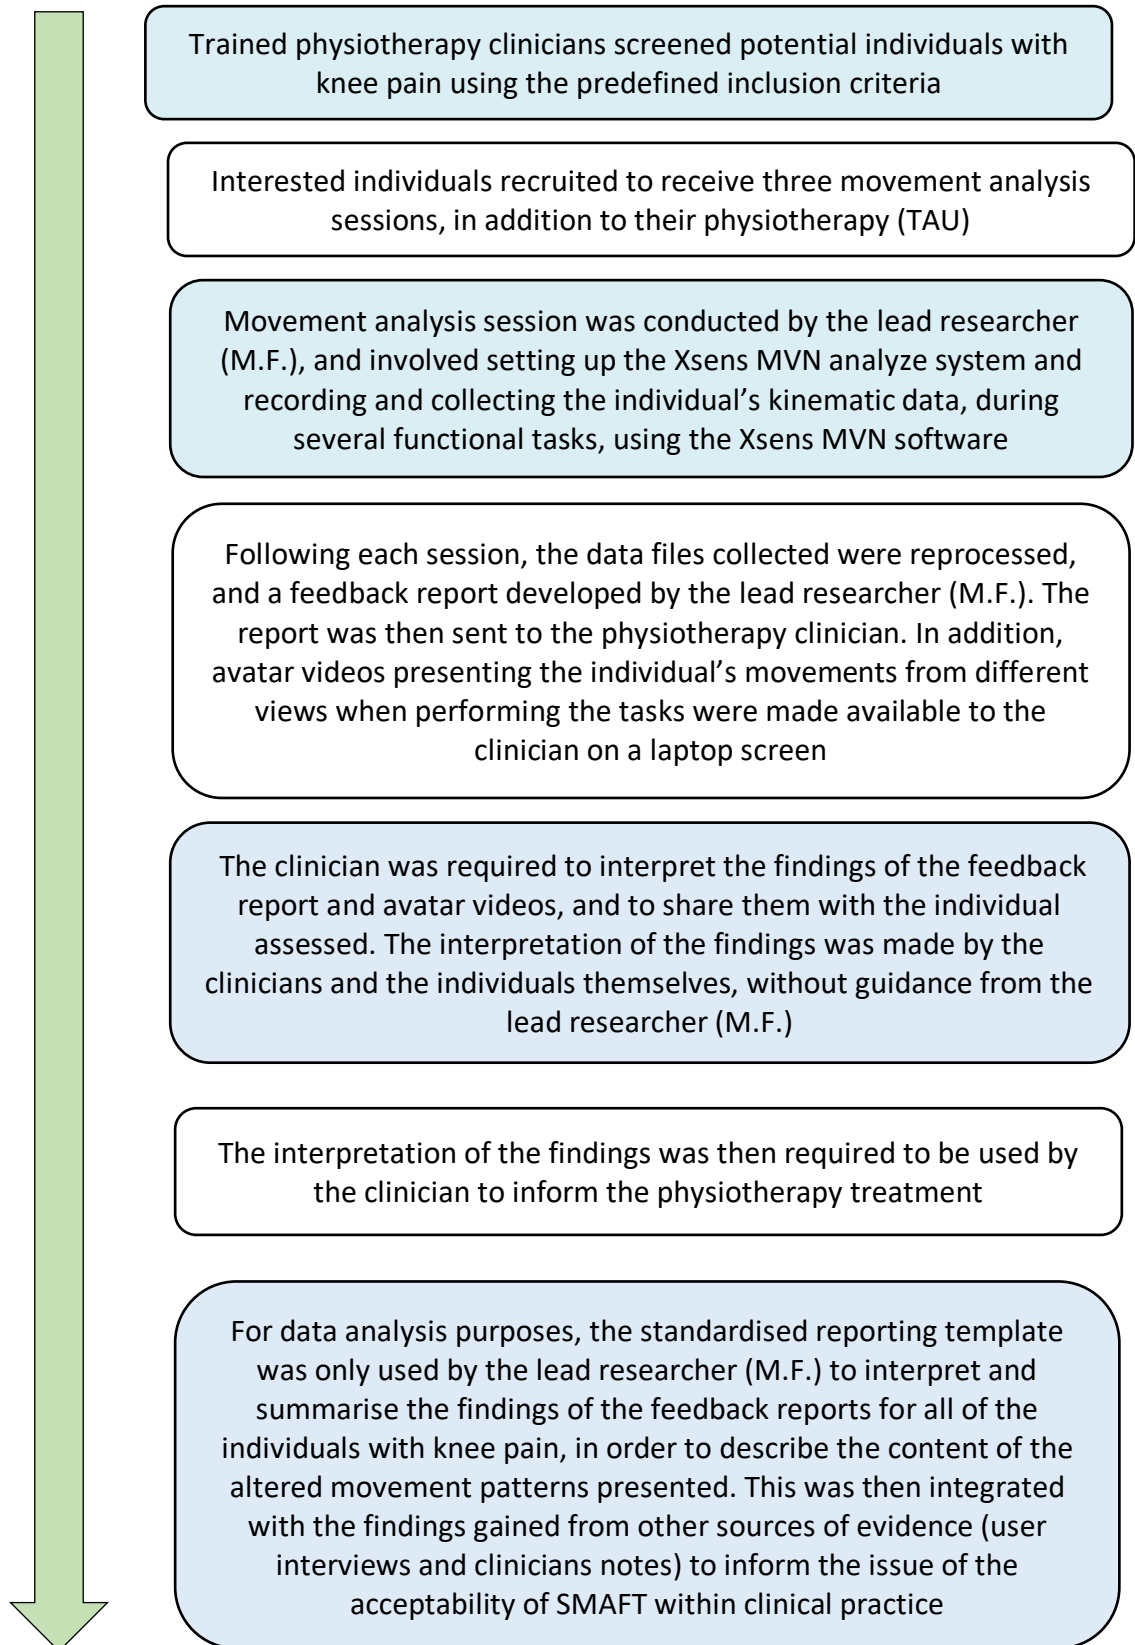 Trained physiotherapy clinicians screened potential individuals with
knee pain using the predefined inclusion criteria
Interested individuals recruited to receive three movement analysis
sessions, in addition to their physiotherapy (TAU)
Movement analysis session was conducted by the lead researcher
(M.F.), and involved setting up the Xsens MVN analyze system and
recording and collecting the individual’s kinematic data, during
several functional tasks, using the Xsens MVN software
Following each session, the data files collected were reprocessed,
and a feedback report developed by the lead researcher (M.F.). The
report was then sent to the physiotherapy clinician. In addition,
avatar videos presenting the individual’s movements from different
views when performing the tasks were made available to the
clinician on a laptop screen
The clinician was required to interpret the findings of the feedback
report and avatar videos, and to share them with the individual
assessed. The interpretation of the findings was made by the
clinicians and the individuals themselves, without guidance from the
lead researcher (M.F.)
The interpretation of the findings was then required to be used by
the clinician to inform the physiotherapy treatment
For data analysis purposes, the standardised reporting template
was only used by the lead researcher (M.F.) to interpret and
summarise the findings of the feedback reports for all of the
individuals with knee pain, in order to describe the content of the
altered movement patterns presented. This was then integrated
with the findings gained from other sources of evidence (user
interviews and clinicians notes) to inform the issue of the
acceptability of SMAFT within clinical practice